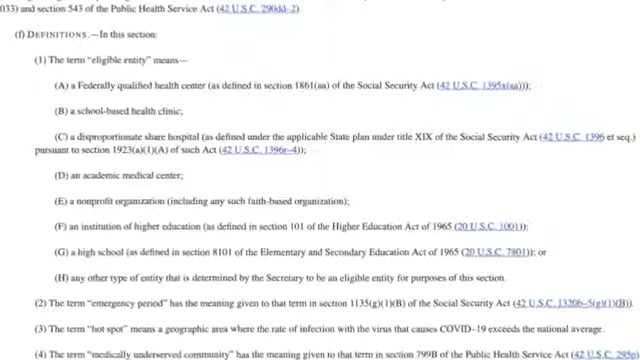 033) and section 543 of the Public Health Service Act (42 U.S.C. 290dd–2).
(f) DEFINITIONS.—In this section:
(1) The term “eligible entity” means—
(A) a Federally qualified health center (as defined in section 1861(aa) of the Social Security Act (42 U.S.C. 1395x(aa)));
(B) a school-based health clinic;
(C) a disproportionate share hospital (as defined under the applicable State plan under title XIX of the Social Security Act (42 U.S.C. 1396 et seq.)
pursuant to section 1923(a)(1)(A) of such Act (42 U.S.C. 1396r–4));
(D) an academic medical center;
(E) a nonprofit organization (including any such faith-based organization);
(F) an institution of higher education (as defined in section 101 of the Higher Education Act of 1965 (20 U.S.C. 1001));
(G) a high school (as defined in section 8101 of the Elementary and Secondary Education Act of 1965 (20 U.S.C. 7801)); or
(H) any other type of entity that is determined by the Secretary to be an eligible entity for purposes of this section.
(2) The term “emergency period” has the meaning given to that term in section 1135(g)(1)(B) of the Social Security Act (42 U.S.C. 1320b–5(g)(1)(B)).
(3) The term “hot spot” means a geographic area where the rate of infection with the virus that causes COVID–19 exceeds the national average.
(4) The term “medically underserved community” has the meaning given to that term in section 799B of the Public Health Service Act (42 U.S.C. 295p).